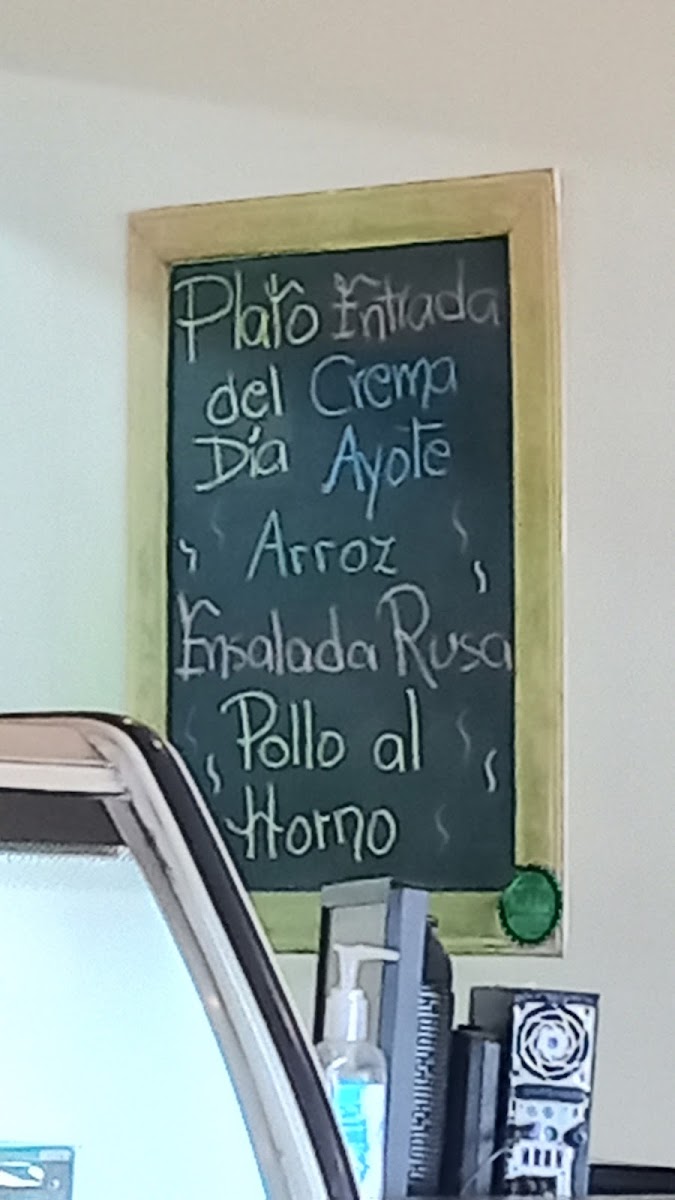 Plato Entrada
del Crema
Día Ayote
Arroz
Ensalada Rusa
Pollo al
Horno